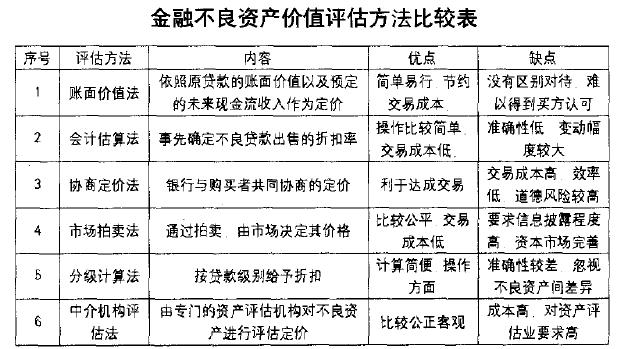 金融不良资产价值评估方法比较表
序号 评估方法 内容 优点 缺点
1 账面价值法 依照原贷款的账面价值以及预定 的未来现金流收入作为定价 简单易行、节约 交易成本 没有区别对待、难 以得到买方认可
2 会计估算法 事先确定不良贷款出售的折扣率 操作比较简单、 交易成本低 准确性低 变动幅 度较大
3 协商定价法 银行与购买者共同协商的定价 利于达成交易 交易成本高、效率 低、道德风险较高
4 市场拍卖法 通过拍卖、由市场决定其价格 比较公平、交易 成本低 要求信息披露程度 高、资本市场完善
5 分级计算法 按贷款级别给予折扣 计算简便 操作 方面 准确性较差、忽视 不良资产间差异
6 中介机构评 估法 由专门的资产评估机构对不良资 产进行评估定价 比较公正客观 成本高、对资产评 估业要求高